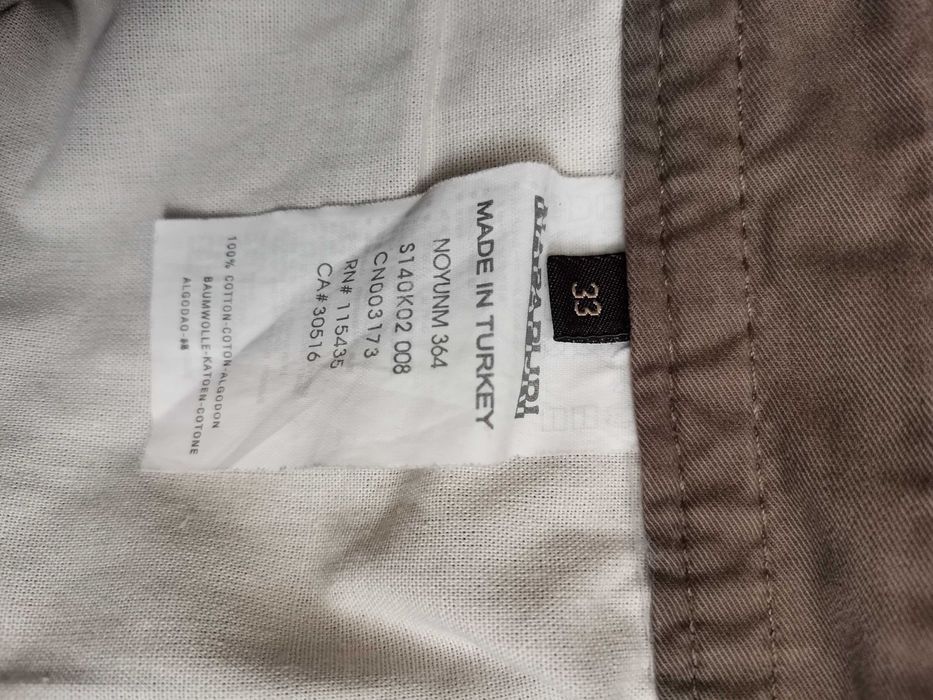 33
NAPAPIJRI
MADE IN TURKEY
NOYUNM 364
S140K02 008
CN003173
RN# 115435
CA#30516
100% COTTON-COTON-ALGODON
BAUMWOLLE-KATOEN-COTONE
ALGODAO-